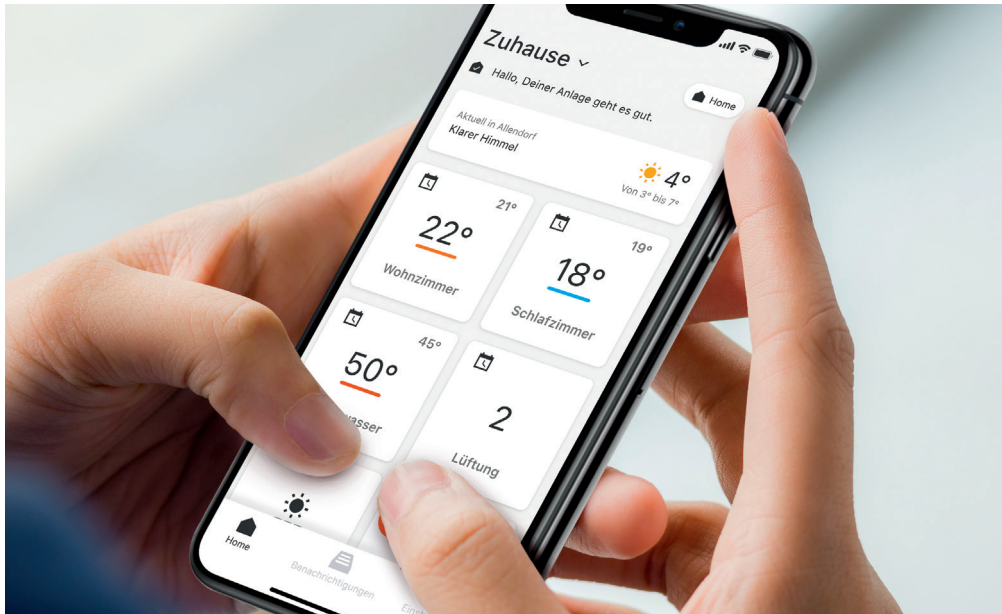 Zuhause
Hallo, Deiner Anlage geht es gut.
Home
Aktuell in Allendorf
Klarer Himmel
4°
Von 3° bis 7°
21°
22°
Wohnzimmer
19°
18°
Schlafzimmer
45°
50°
2
Lüftung
Home
Benachrichtigungen